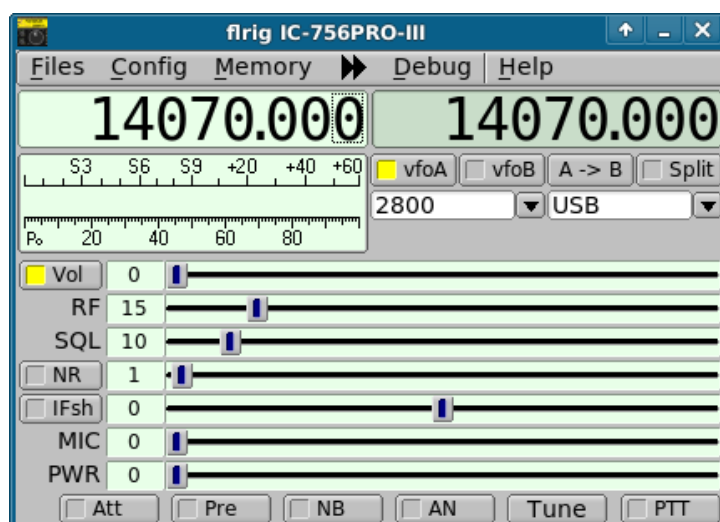 flrig IC-756PRO-III
Files Config Memory Debug Help
14070.000 14070.000
S3 S6 S9 +20 +40 +60
vfoA vfoB A -> B Split
2800 USB
Po 20 40 60 80
Vol 0
RF 15
SQL 10
NR 1
IFsh 0
MIC 0
PWR 0
Att Pre NB AN Tune PTT